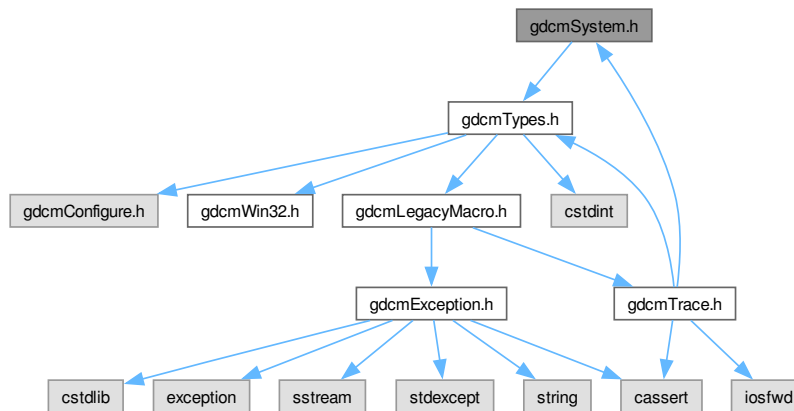 gdcmSystem.h
gdcmTypes.h
gdcmConfigure.h
gdcmWin32.h
gdcmLegacyMacro.h
cstdint
gdcmException.h
gdcmTrace.h
cstdlib
exception
sstream
stdexcept
string
cassert
iosfwd